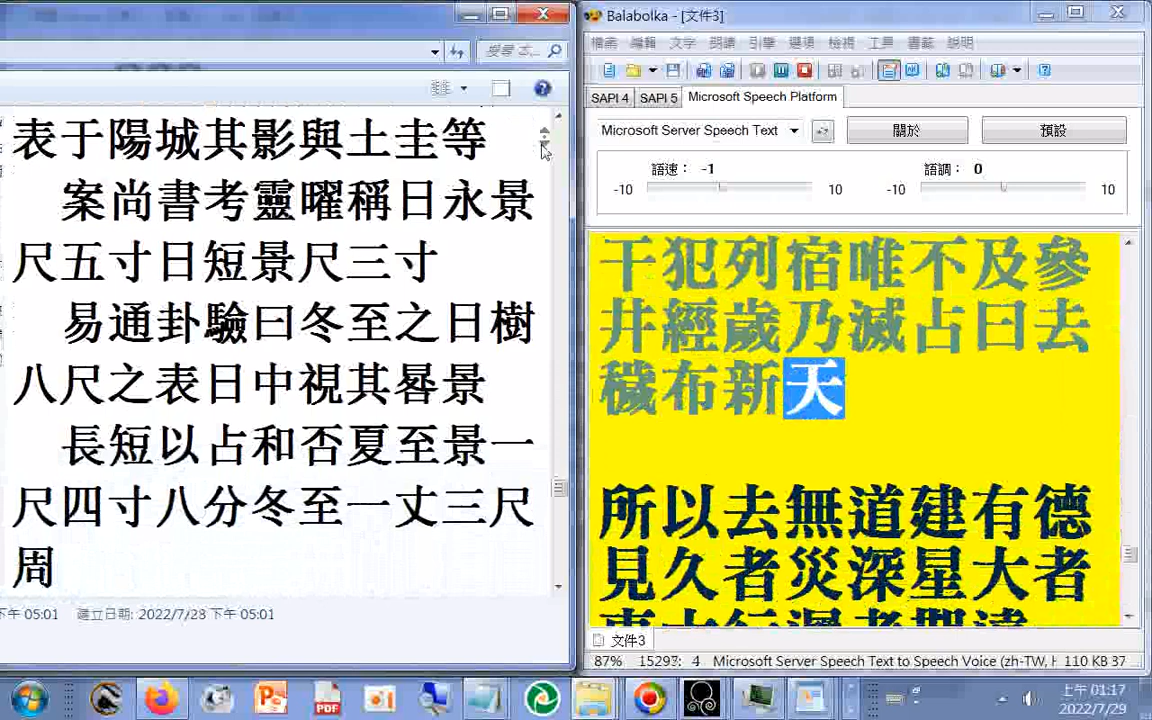 搜尋 本...
表于陽城其影與土圭等
案尚書考靈曜稱日永景
尺五寸日短景尺三寸
易通卦驗曰冬至之日樹
八尺之表日中視其晷景
長短以占和否夏至景一
尺四寸八分冬至一丈三尺
周
下午 05:01 建立日期: 2022/7/28 下午 05:01
Balabolka - [文件3]
檔案 編輯 文字 朗讀 引擎 選項 檢視 工具 書籤 說明
SAPI 4 SAPI 5 Microsoft Speech Platform
Microsoft Server Speech Text 關於 預設
語速： -1 語調： 0
-10 10 -10 10
干犯列宿唯不及參
井經歲乃滅占曰去
穢布新天
所以去無道建有德
見久者災深星大者
文件3
87% 15297: 4 Microsoft Server Speech Text to Speech Voice (zh-TW, H 110 KB 37
PDF
上午 01:17
2022/7/29